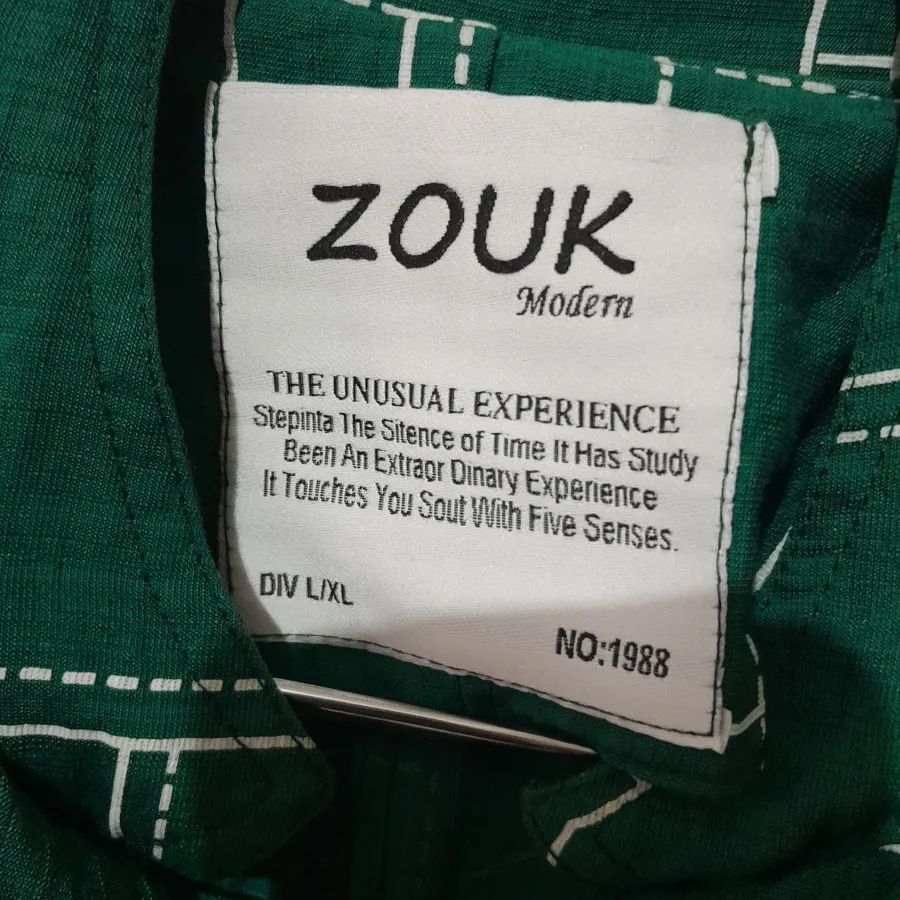 ZOUK
Modern
THE UNUSUAL EXPERIENCE
Stepinta The Sitence of Time It Has Study
Been An Extraor Dinary Experience
It Touches You Sout With Five Senses.
DIV L/XL
NO:1988